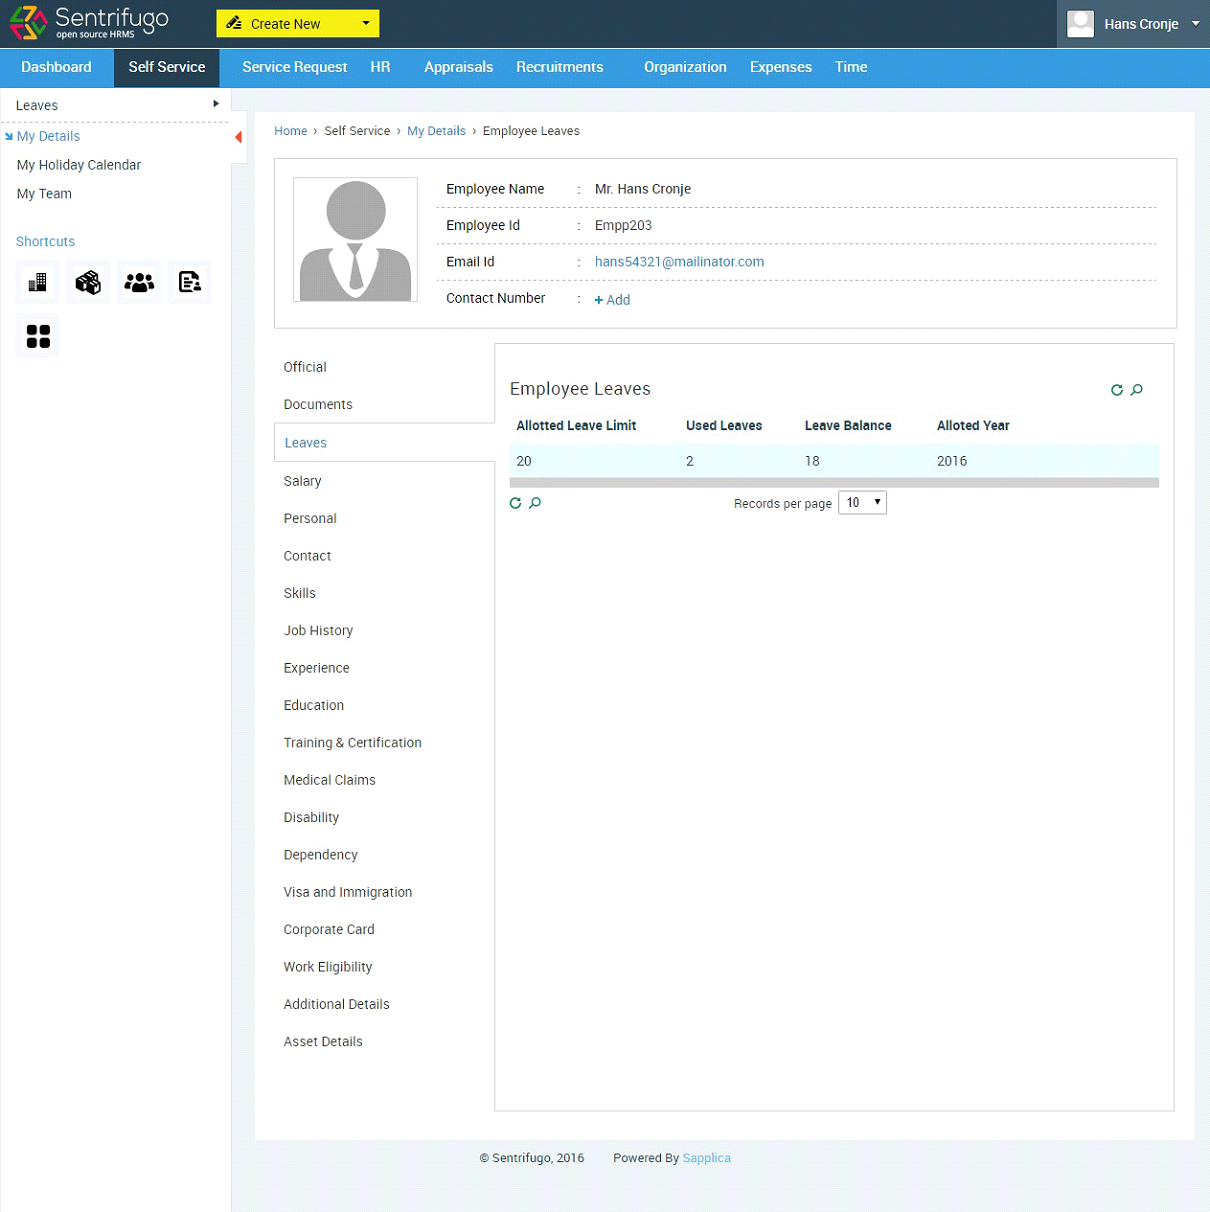 Sentrifugo
open source HRMS
Create New
Hans Cronje
Dashboard Self Service Service Request HR Appraisals Recruitments Organization Expenses Time
Leaves
My Details
My Holiday Calendar
My Team
Shortcuts
Home › Self Service › My Details › Employee Leaves
Employee Name : Mr. Hans Cronje
Employee Id : Empp203
Email Id : hans54321@mailinator.com
Contact Number : + Add
Official
Documents
Leaves
Salary
Personal
Contact
Skills
Job History
Experience
Education
Training & Certification
Medical Claims
Disability
Dependency
Visa and Immigration
Corporate Card
Work Eligibility
Additional Details
Asset Details
Employee Leaves
Allotted Leave Limit Used Leaves Leave Balance Alloted Year
20 2 18 2016
Records per page 10
© Sentrifugo, 2016 Powered By Sapplica